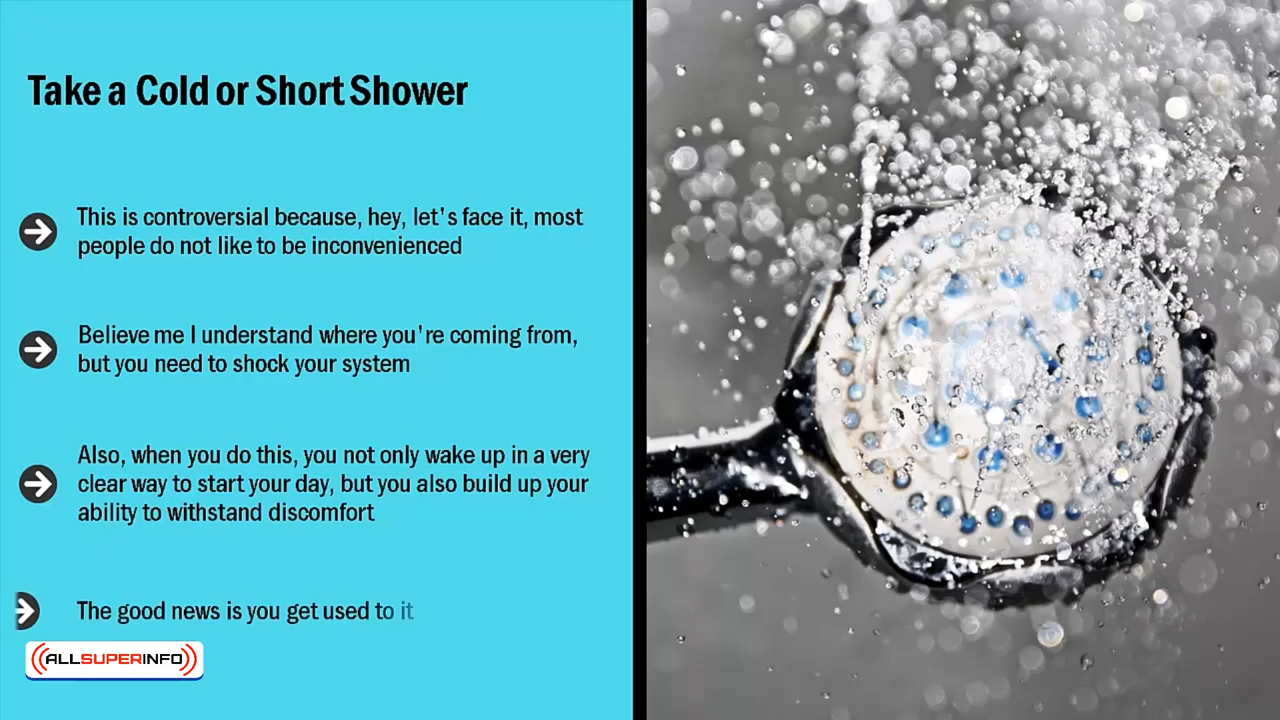 Take a Cold or Short Shower
This is controversial because, hey, let's face it, most
people do not like to be inconvenienced
Believe me I understand where you're coming from,
but you need to shock your system
Also, when you do this, you not only wake up in a very
clear way to start your day, but you also build up your
ability to withstand discomfort
The good news is you get used to it
ALLSUPERINFO